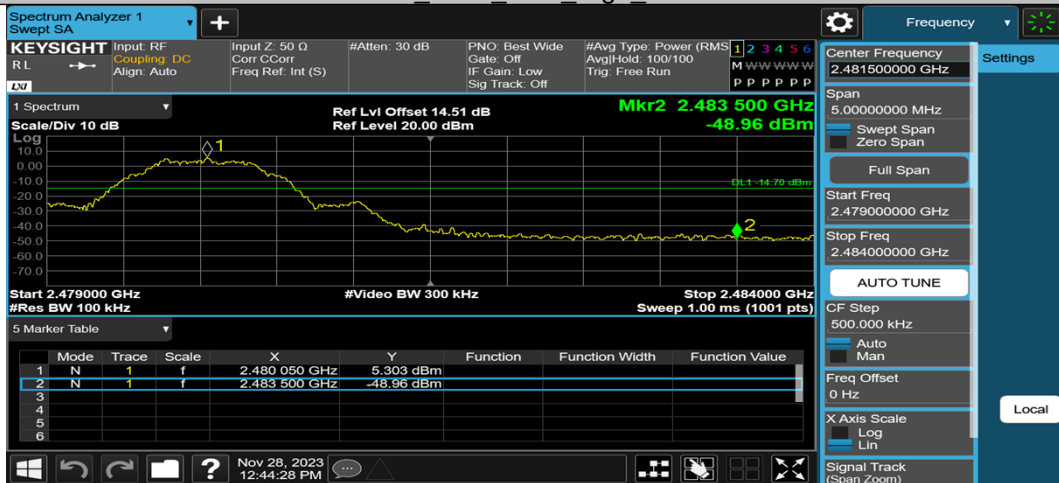 Spectrum Analyzer 1
Swept SA
Frequency
KEYSIGHT
RL
LXI
Input: RF
Coupling: DC
Align: Auto
Input Z: 50 Ω
Corr CCorr
Freq Ref: Int (S)
#Atten: 30 dB
PNO: Best Wide
Gate: Off
IF Gain: Low
Sig Track: Off
#Avg Type: Power (RMS
Avg|Hold: 100/100
Trig: Free Run
1 2 3 4 5 6
M W W W W W
P P P P P P
1 Spectrum
Scale/Div 10 dB
Ref Lvl Offset 14.51 dB
Ref Level 20.00 dBm
Mkr2 2.483 500 GHz
-48.96 dBm
Log
10.0
0.00
-10.0
-20.0
-30.0
-40.0
-50.0
-60.0
-70.0
1
DL1 -14.70 dBm
2
Start 2.479000 GHz
#Video BW 300 kHz
Stop 2.484000 GHz
#Res BW 100 kHz
Sweep 1.00 ms (1001 pts)
5 Marker Table
Mode Trace Scale X Y Function Function Width Function Value
1 N 1 f 2.480 050 GHz 5.303 dBm
2 N 1 f 2.483 500 GHz -48.96 dBm
3
4
5
6
Nov 28, 2023
12:44:28 PM
Center Frequency
2.481500000 GHz
Span
5.00000000 MHz
Swept Span
Zero Span
Full Span
Start Freq
2.479000000 GHz
Stop Freq
2.484000000 GHz
AUTO TUNE
CF Step
500.000 kHz
Auto
Man
Freq Offset
0 Hz
X Axis Scale
Log
Lin
Signal Track
(Span Zoom)
Settings
Local